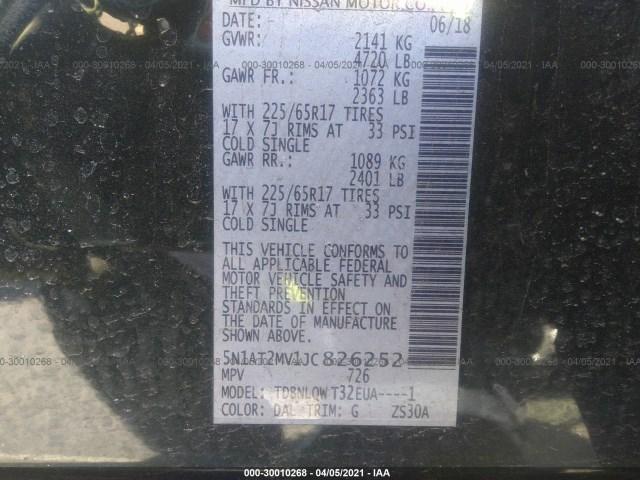 MFD BY NISSAN MOTOR CO
DATE: 06/18
GVWR: 2141 KG
4720 LB
GAWR FR.: 1072 KG
2363 LB
WITH 225/65R17 TIRES
17 X 7J RIMS AT 33 PSI
COLD SINGLE
GAWR RR.: 1089 KG
2401 LB
WITH 225/65R17 TIRES
17 X 7J RIMS AT 33 PSI
COLD SINGLE
THIS VEHICLE CONFORMS TO
ALL APPLICABLE FEDERAL
MOTOR VEHICLE SAFETY AND
THEFT PREVENTION
STANDARDS IN EFFECT ON
THE DATE OF MANUFACTURE
SHOWN ABOVE.
5N1AT2MV1JC826252
MPV 726
MODEL: TDBNLQW T32EUA----1
COLOR: DAL TRIM: G ZS30A
000-30010268 - 04/05/2021 - IAA